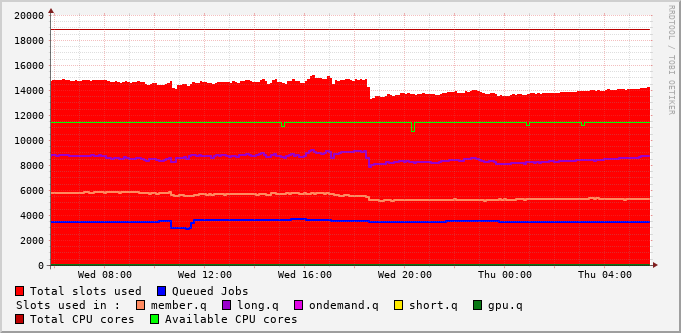 20000
18000
16000
14000
12000
10000
8000
6000
4000
2000
0
Wed 08:00 Wed 12:00 Wed 16:00 Wed 20:00 Thu 00:00 Thu 04:00
RRDTOOL / TOBI OETIKER
Total slots used Queued Jobs
Slots used in : member.q long.q ondemand.q short.q gpu.q
Total CPU cores Available CPU cores